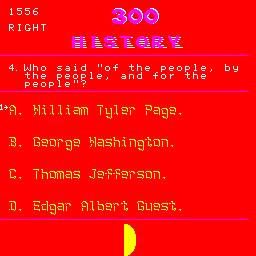 1556
RIGHT
300
HISTORY
4. Who said "of the people, by
the people, and for the
people"?
1→A. William Tyler Page.
B. George Washington.
C. Thomas Jefferson.
D. Edgar Albert Guest.